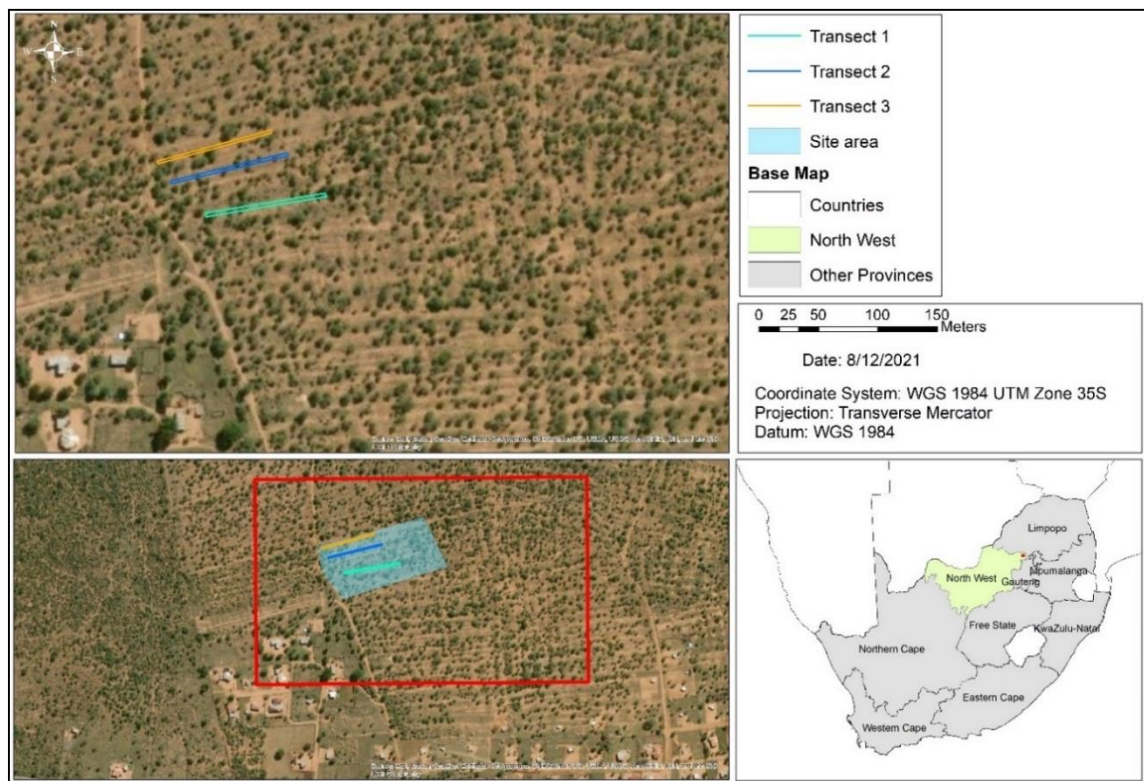 N
W E
S
Transect 1
Transect 2
Transect 3
Site area
Base Map
Countries
North West
Other Provinces
0 25 50 100 150
Meters
Date: 8/12/2021
Coordinate System: WGS 1984 UTM Zone 35S
Projection: Transverse Mercator
Datum: WGS 1984
Limpopo
North West
Mpumalanga
Gauteng
Free State
KwaZulu-Natal
Northern Cape
Eastern Cape
Western Cape